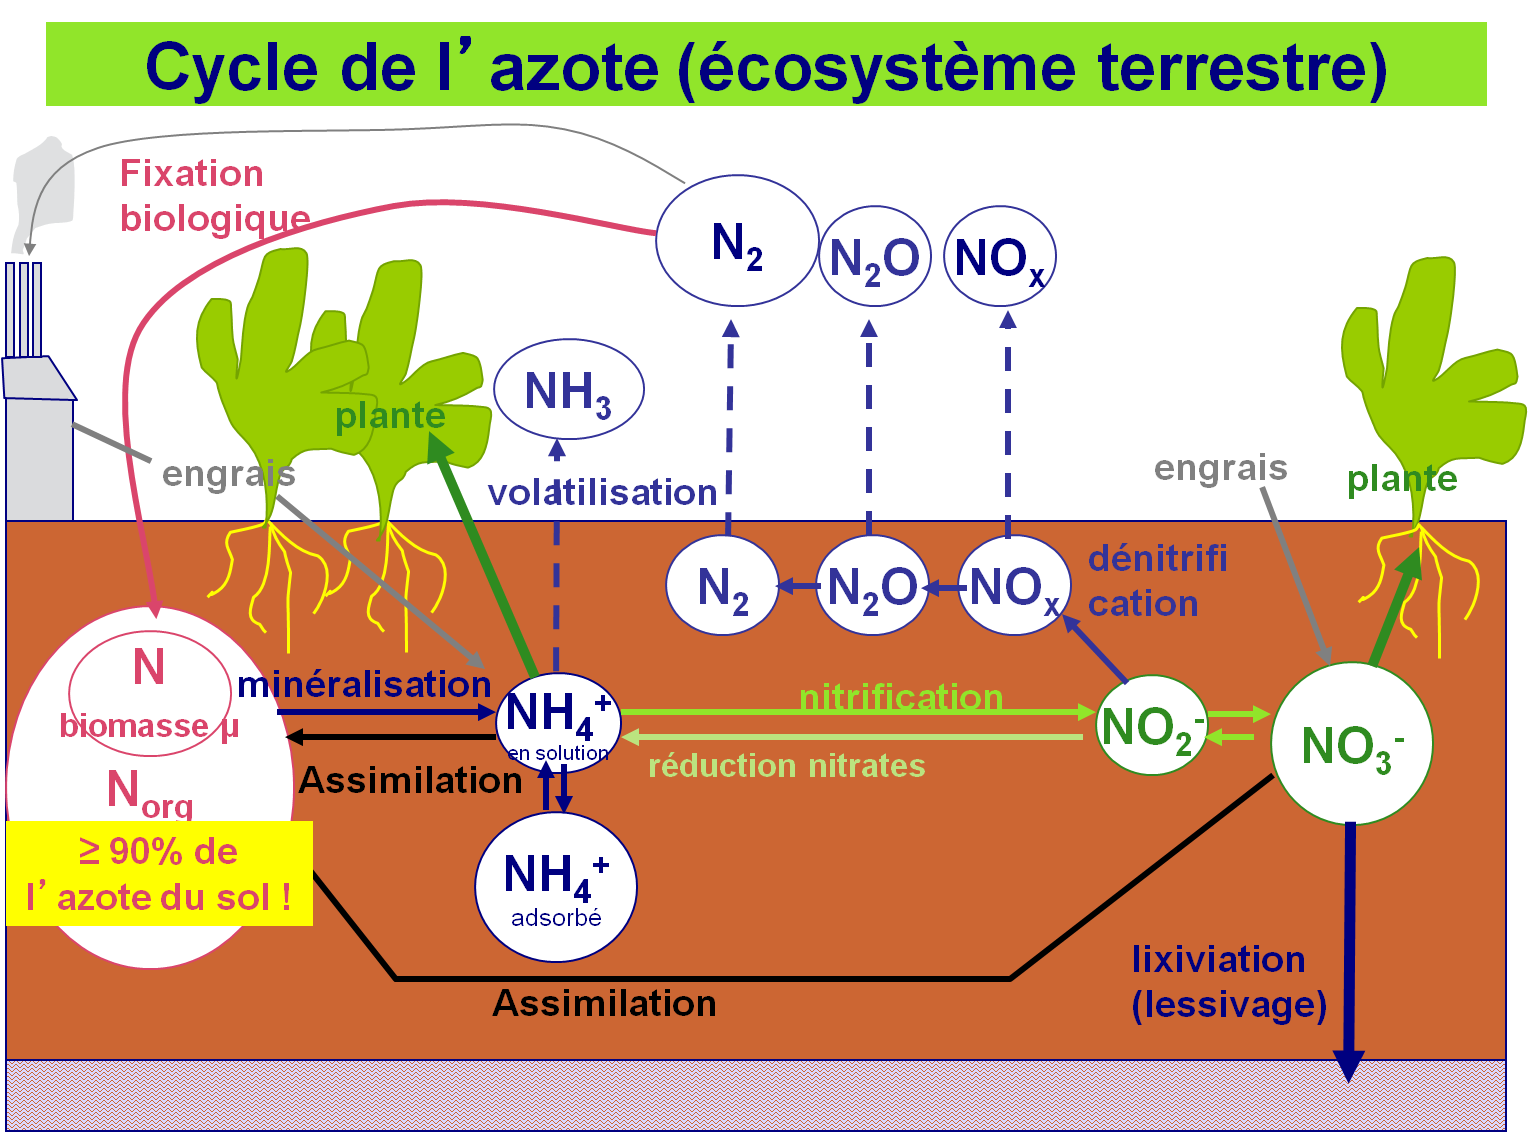 Cycle de l’ azote (écosystème terrestre)
Fixation
biologique
N2
N2O
NOx
NH3
plante
engrais
volatilisation
engrais
plante
N2
N2O
NOx
dénitrifi
cation
N
biomasse µ
minéralisation
NH4+
en solution
nitrification
NO2-
NO3-
Assimilation
réduction nitrates
Norg
≥ 90% de
l’ azote du sol !
NH4+
adsorbé
lixiviation
(lessivage)
Assimilation